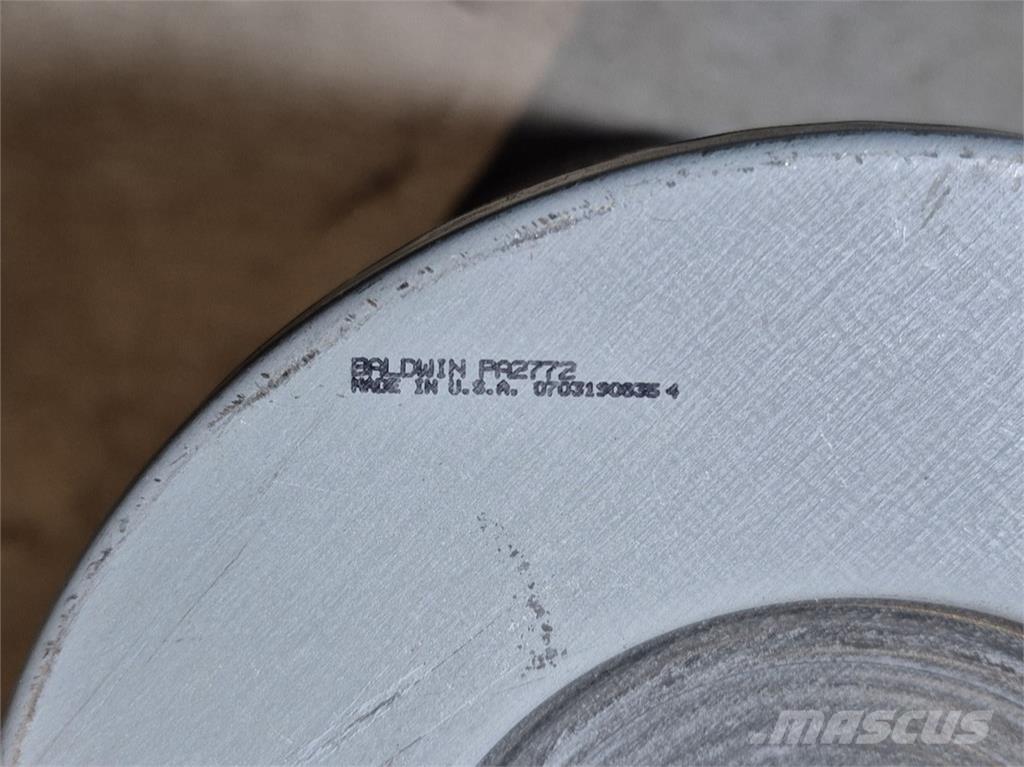 BALDWIN PA2772
MADE IN U.S.A. 0703190835 4
MASCUS